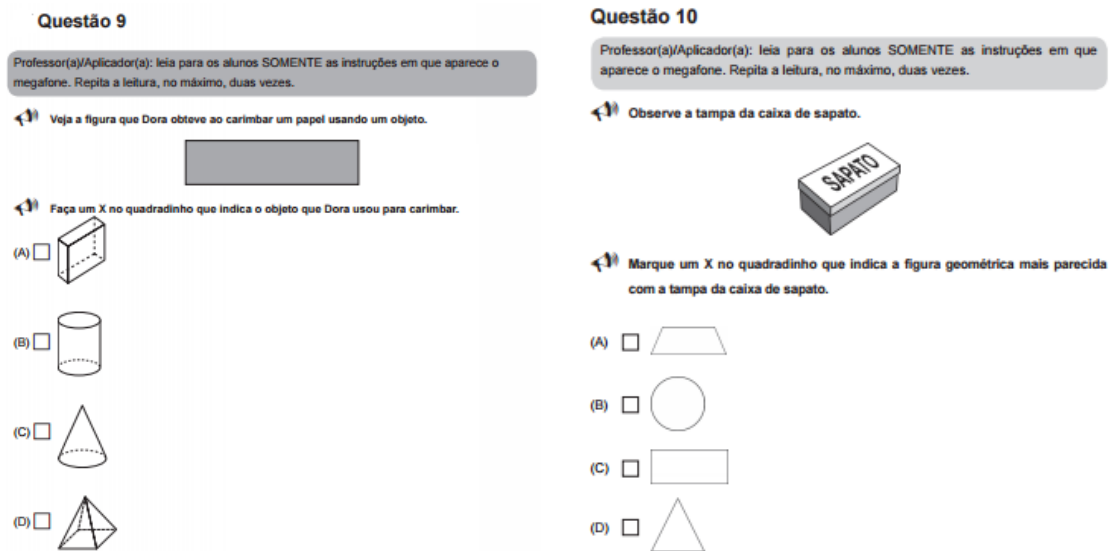 Questão 9
Professor(a)/Aplicador(a): leia para os alunos SOMENTE as instruções em que aparece o
megafone. Repita a leitura, no máximo, duas vezes.
Veja a figura que Dora obteve ao carimbar um papel usando um objeto.
Faça um X no quadradinho que indica o objeto que Dora usou para carimbar.
(A)
(B)
(C)
(D)
Questão 10
Professor(a)/Aplicador(a): leia para os alunos SOMENTE as instruções em que
aparece o megafone. Repita a leitura, no máximo, duas vezes.
Observe a tampa da caixa de sapato.
SAPATO
Marque um X no quadradinho que indica a figura geométrica mais parecida
com a tampa da caixa de sapato.
(A)
(B)
(C)
(D)